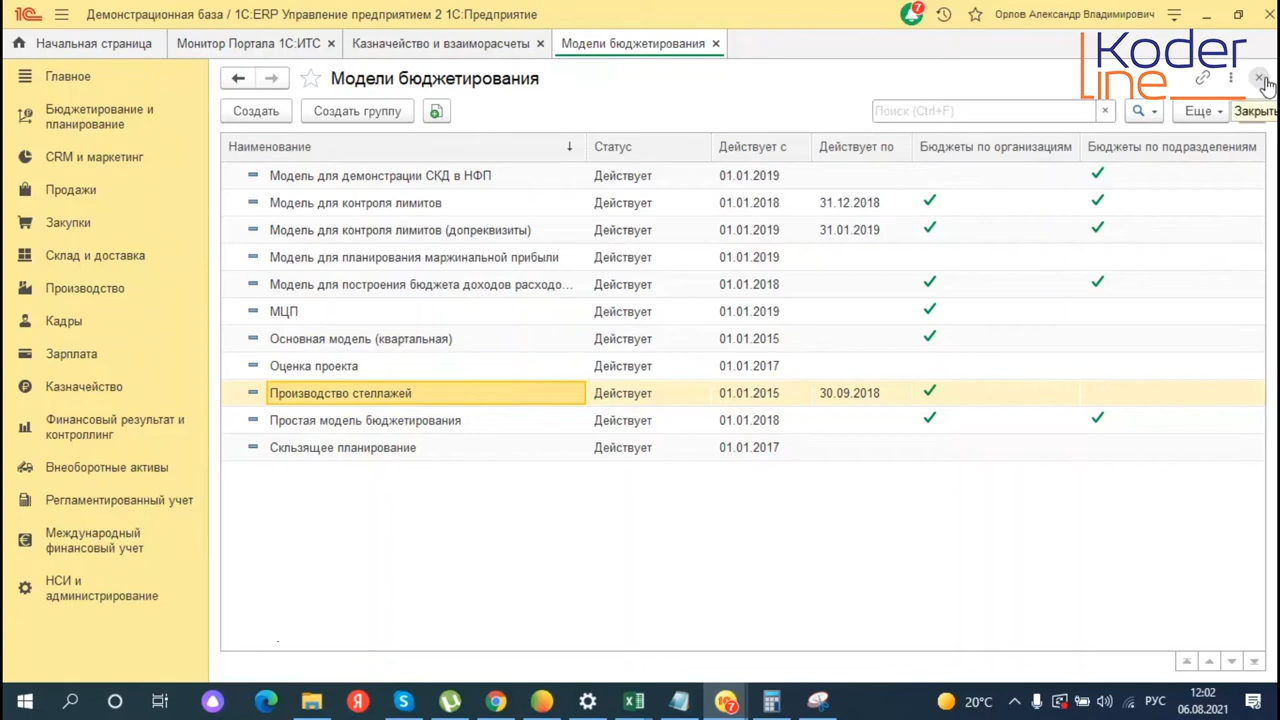 Демонстрационная база / 1С:ERP Управление предприятием 2 1С:Предприятие
7
Орлов Александр Владимирович
Начальная страница
Монитор Портала 1С:ИТС
Казначейство и взаиморасчеты
Модели бюджетирования
Koder
Line
Модели бюджетирования
Создать
Создать группу
Поиск (Ctrl+F)
Еще
Закрыть
Главное
Бюджетирование и
планирование
CRM и маркетинг
Продажи
Закупки
Склад и доставка
Производство
Кадры
Зарплата
Казначейство
Финансовый результат и
контроллинг
Внеоборотные активы
Регламентированный учет
Международный
финансовый учет
НСИ и
администрирование
Наименование Статус Действует с Действует по Бюджеты по организациям Бюджеты по подразделениям
Модель для демонстрации СКД в НФП Действует 01.01.2019
Модель для контроля лимитов Действует 01.01.2018 31.12.2018
Модель для контроля лимитов (допреквизиты) Действует 01.01.2019 31.01.2019
Модель для планирования маржинальной прибыли Действует 01.01.2019
Модель для построения бюджета доходов расходо... Действует 01.01.2018
МЦП Действует 01.01.2019
Основная модель (квартальная) Действует 01.01.2015
Оценка проекта Действует 01.01.2017
Производство стеллажей Действует 01.01.2015 30.09.2018
Простая модель бюджетирования Действует 01.01.2018
Скльзящее планирование Действует 01.01.2017
20°C
РУС
12:02
06.08.2021